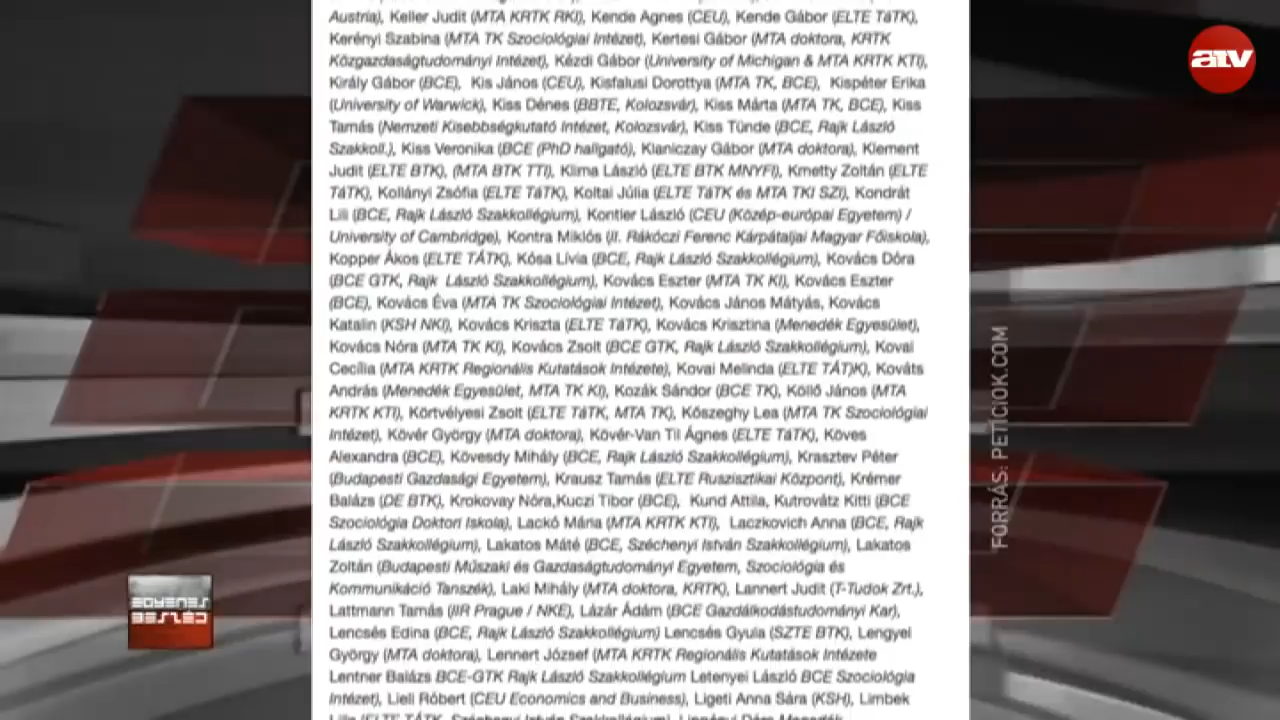 Austria), Keller Judit (MTA KRTK RKI), Kende Ágnes (CEU), Kende Gábor (ELTE TáTK),
Kerényi Szabina (MTA TK Szociológiai Intézet), Kertesi Gábor (MTA doktora, KRTK
Közgazdaságtudományi Intézet), Kézdi Gábor (University of Michigan & MTA KRTK KTI),
Király Gábor (BCE), Kis János (CEU), Kisfalusi Dorottya (MTA TK, BCE), Kispéter Erika
(University of Warwick), Kiss Dénes (BBTE, Kolozsvár), Kiss Márta (MTA TK, BCE), Kiss
Tamás (Nemzeti Kisebbségkutató Intézet, Kolozsvár), Kiss Tünde (BCE, Rajk László
Szakkoll.), Kiss Veronika (BCE (PhD hallgató), Klaniczay Gábor (MTA doktora), Klement
Judit (ELTE BTK), (MTA BTK TTI), Klima László (ELTE BTK MNYFI), Kmetty Zoltán (ELTE
TáTK), Kollányi Zsófia (ELTE TáTK), Koltai Júlia (ELTE TáTK és MTA TKI SZI), Kondrát
Lili (BCE, Rajk László Szakkollégium), Kontler László (CEU (Közép-európai Egyetem) /
University of Cambridge), Kontra Miklós (II. Rákóczi Ferenc Kárpátaljai Magyar Főiskola),
Kopper Ákos (ELTE TÁTK), Kósa Lívia (BCE, Rajk László Szakkollégium), Kovács Dóra
(BCE GTK, Rajk László Szakkollégium), Kovács Eszter (MTA TK KI), Kovács Eszter
(BCE), Kovács Éva (MTA TK Szociológiai Intézet), Kovács János Mátyás, Kovács
Katalin (KSH NKI), Kovács Kriszta (ELTE TáTK), Kovács Krisztina (Menedék Egyesület),
Kovács Nóra (MTA TK KI), Kovács Zsolt (BCE GTK, Rajk László Szakkollégium), Kovai
Cecília (MTA KRTK Regionális Kutatások Intézete), Kovai Melinda (ELTE TÁT)K), Kováts
András (Menedék Egyesület, MTA TK KI), Kozák Sándor (BCE TK), Köllő János (MTA
KRTK KTI), Körtvélyesi Zsolt (ELTE TáTK, MTA TK), Kőszeghy Lea (MTA TK Szociológiai
Intézet), Kövér György (MTA doktora), Kövér-Van Til Ágnes (ELTE TáTK), Köves
Alexandra (BCE), Kövesdy Mihály (BCE, Rajk László Szakkollégium), Krasztev Péter
(Budapesti Gazdasági Egyetem), Krausz Tamás (ELTE Ruszisztikai Központ), Krémer
Balázs (DE BTK), Krokovay Nóra,Kuczi Tibor (BCE), Kund Attila, Kutrovátz Kitti (BCE
Szociológia Doktori Iskola), Lackó Mária (MTA KRTK KTI), Laczkovich Anna (BCE, Rajk
László Szakkollégium), Lakatos Máté (BCE, Széchenyi István Szakkollégium), Lakatos
Zoltán (Budapesti Műszaki és Gazdaságtudományi Egyetem, Szociológia és
Kommunikáció Tanszék), Laki Mihály (MTA doktora, KRTK), Lannert Judit (T-Tudok Zrt.),
Lattmann Tamás (IIR Prague / NKE), Lázár Ádám (BCE Gazdálkodástudományi Kar),
Lencsés Edina (BCE, Rajk László Szakkollégium) Lencsés Gyula (SZTE BTK), Lengyel
György (MTA doktora), Lennert József (MTA KRTK Regionális Kutatások Intézete
Lentner Balázs BCE-GTK Rajk László Szakkollégium Letenyei László BCE Szociológia
Intézet), Lieli Róbert (CEU Economics and Business), Ligeti Anna Sára (KSH), Limbek
(ELTE TÁTK, Széchenyi István Szakkollégium),
atv
FORRÁS: PETICIOK.COM
EGYENES
BESZÉD